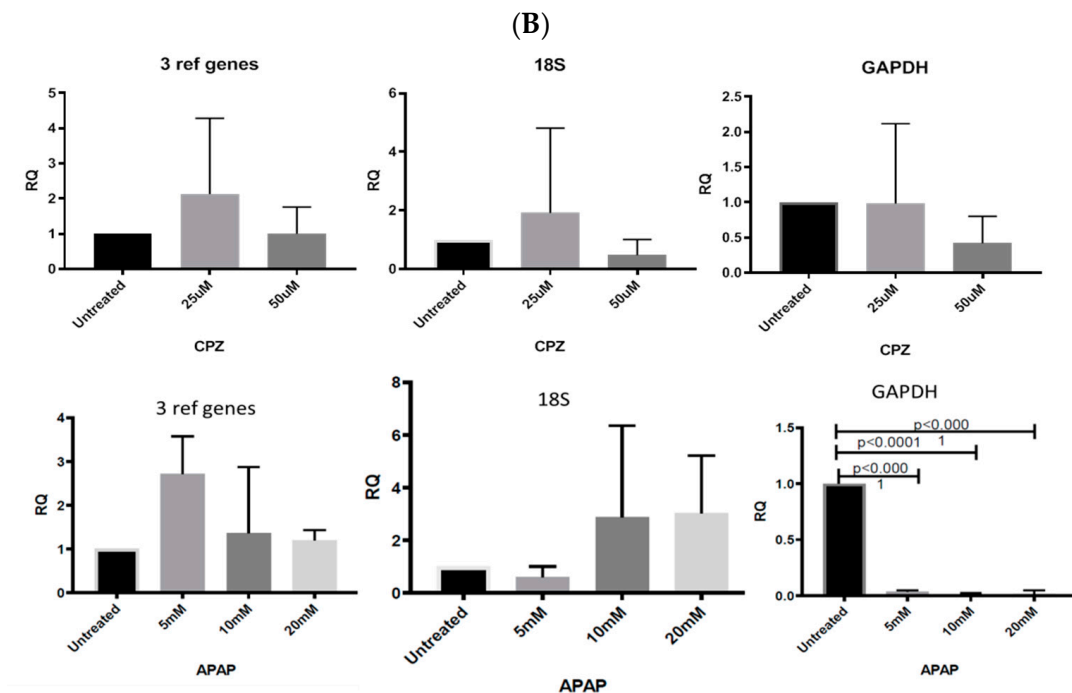 (B)
3 ref genes
RQ
5
4
3
2
1
0
Untreated
25uM
50uM
CPZ
18S
RQ
6
4
2
0
Untreated
25uM
50uM
CPZ
GAPDH
RQ
2.5
2.0
1.5
1.0
0.5
0.0
Untreated
25uM
50uM
CPZ
3 ref genes
RQ
4
3
2
1
0
Untreated
5mM
10mM
20mM
APAP
18S
RQ
8
6
4
2
0
Untreated
5mM
10mM
20mM
APAP
GAPDH
RQ
1.5
1.0
0.5
0.0
p<0.000
1
p<0.0001
p<0.000
1
Untreated
5mM
10mM
20mM
APAP